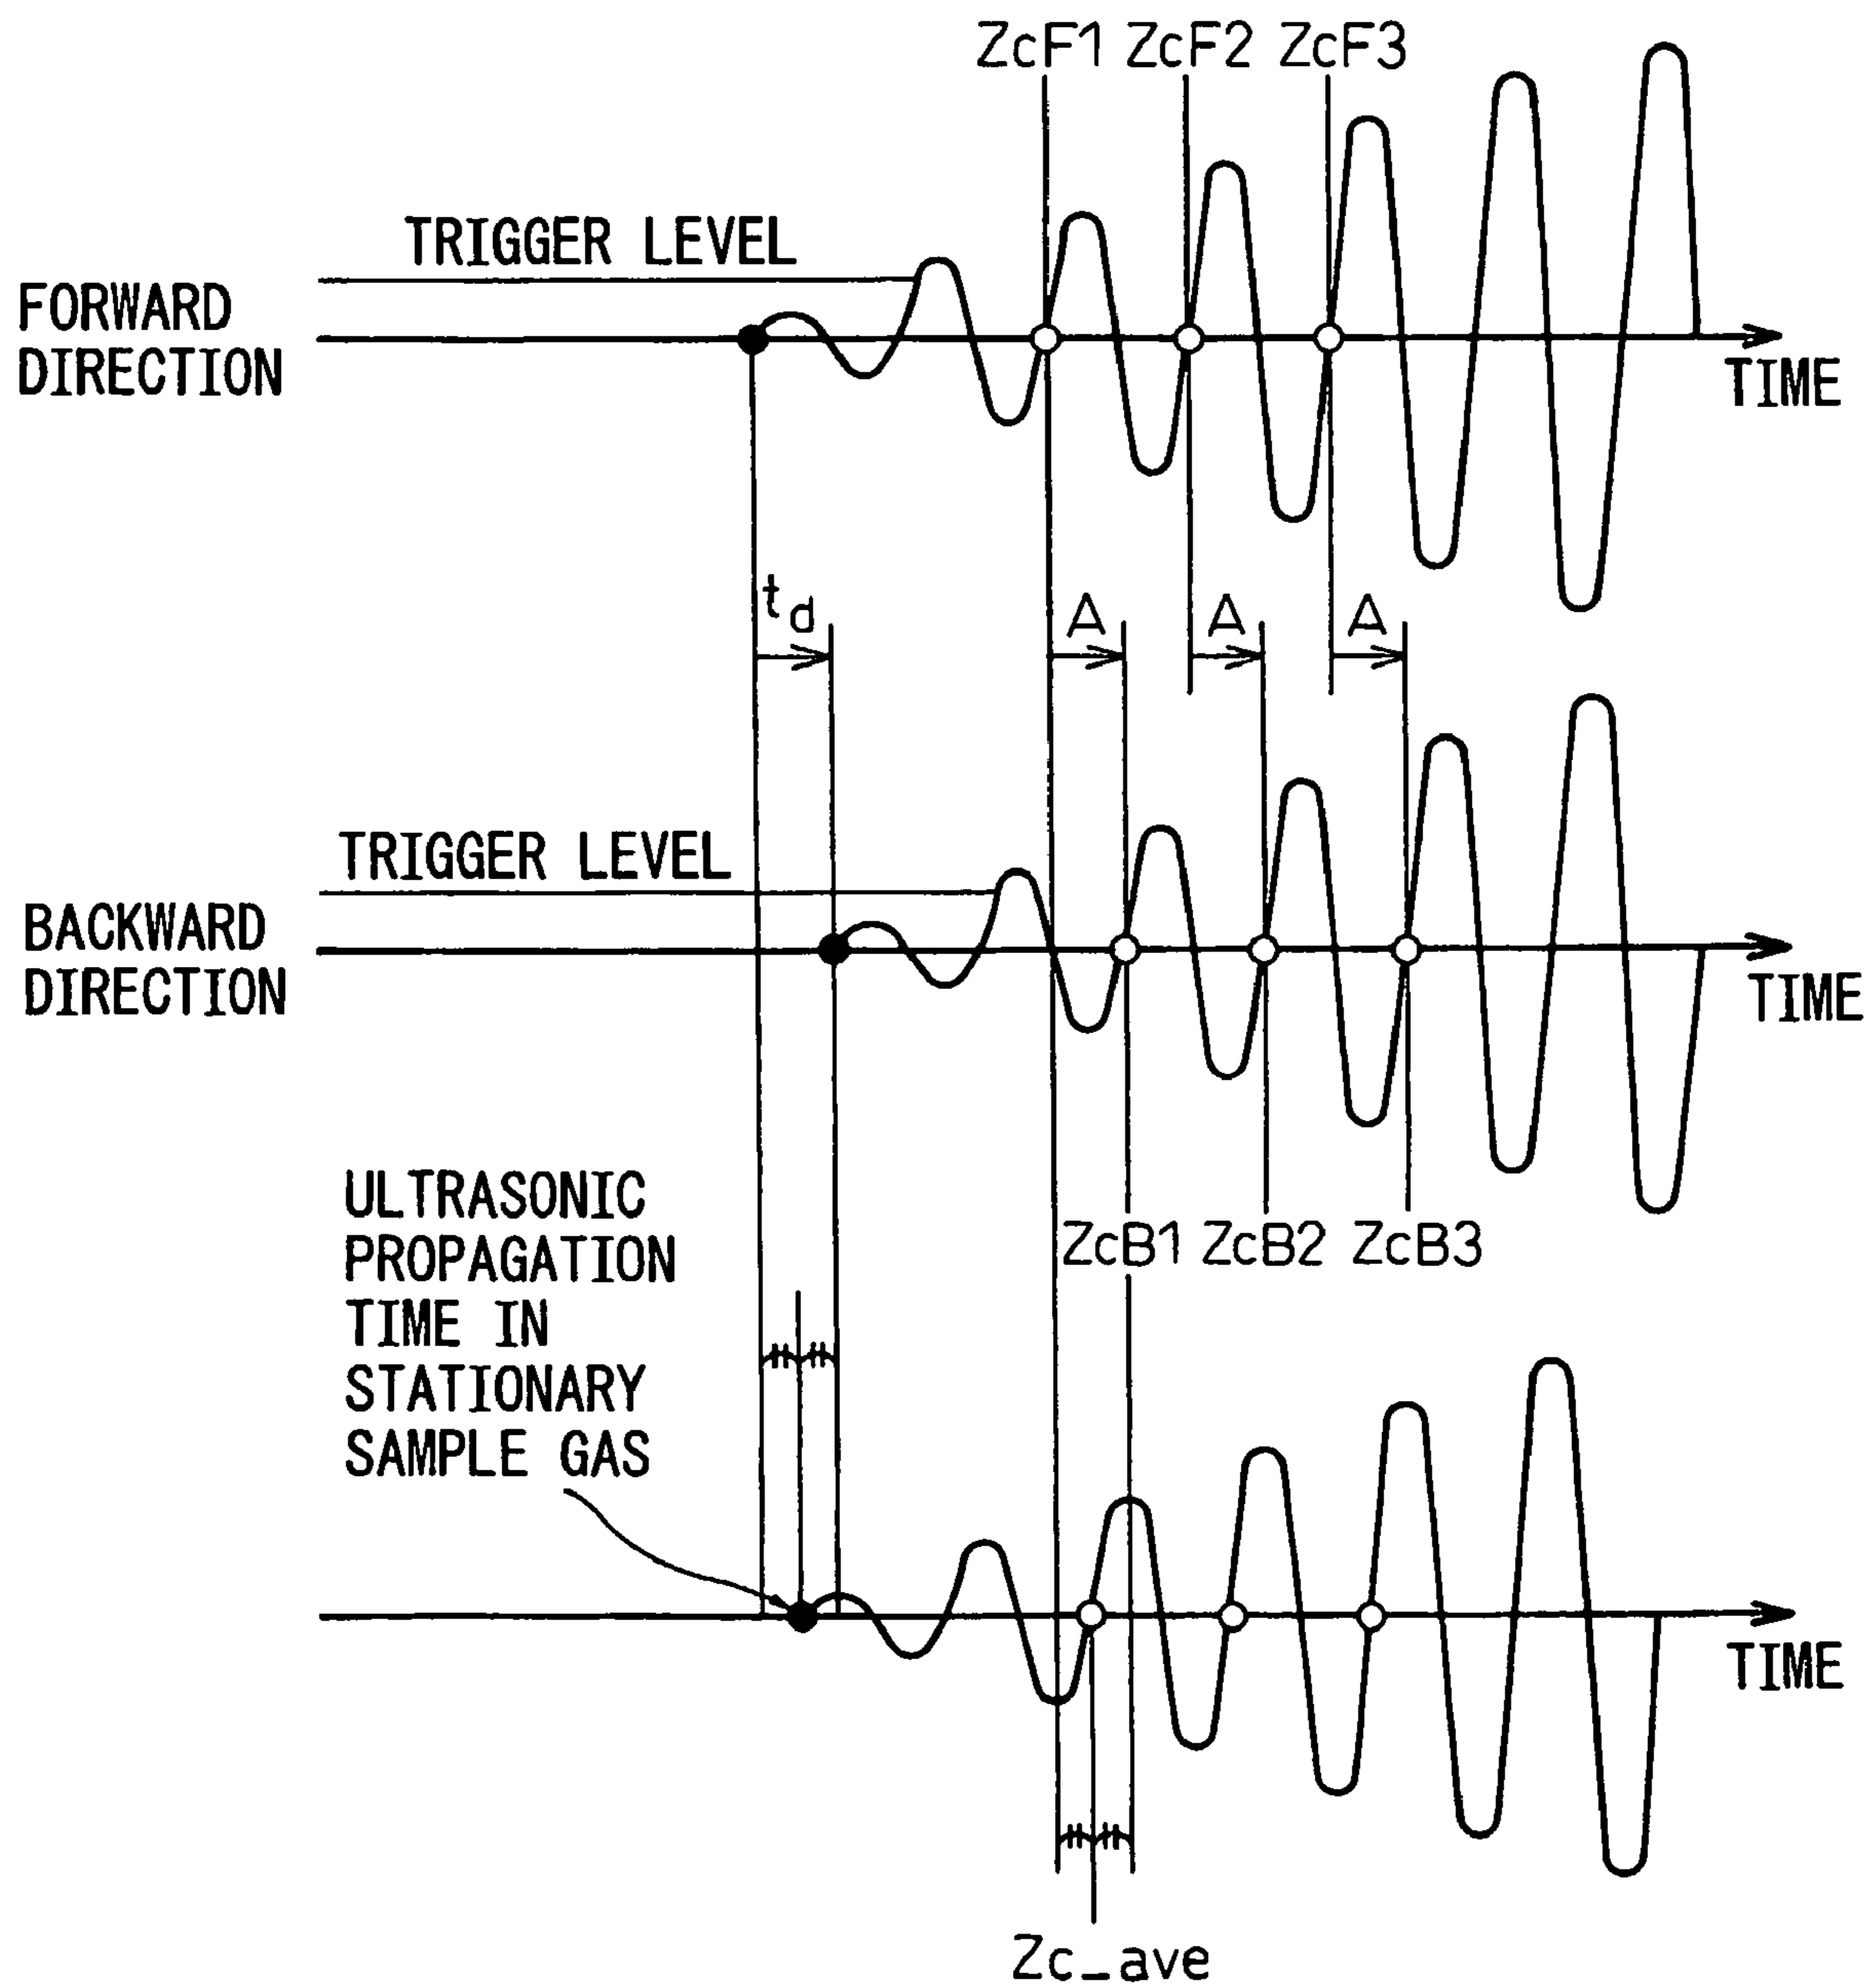 ZcF1 ZcF2 ZcF3
TRIGGER LEVEL
FORWARD
DIRECTION
TIME
td
A A A
TRIGGER LEVEL
BACKWARD
DIRECTION
TIME
ULTRASONIC
PROPAGATION
TIME IN
STATIONARY
SAMPLE GAS
ZcB1 ZcB2 ZcB3
TIME
Zc_ave